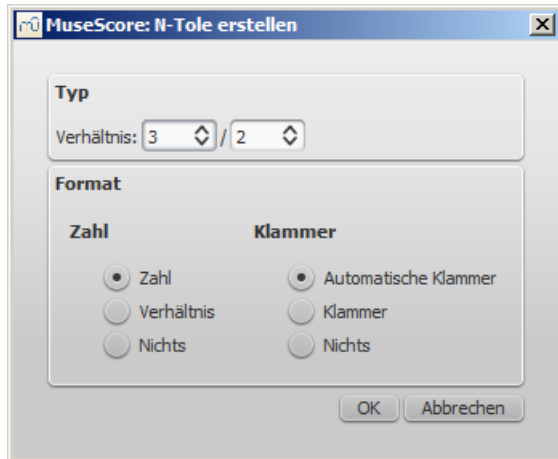 MuseScore: N-Tole erstellen
Typ
Verhältnis: 3 / 2
Format
Zahl Klammer
Zahl Automatische Klammer
Verhältnis Klammer
Nichts Nichts
OK Abbrechen